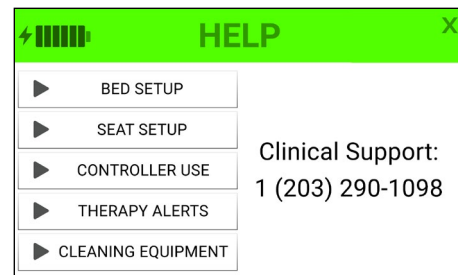 HELP
X
BED SETUP
SEAT SETUP
CONTROLLER USE
THERAPY ALERTS
CLEANING EQUIPMENT
Clinical Support:
1 (203) 290-1098